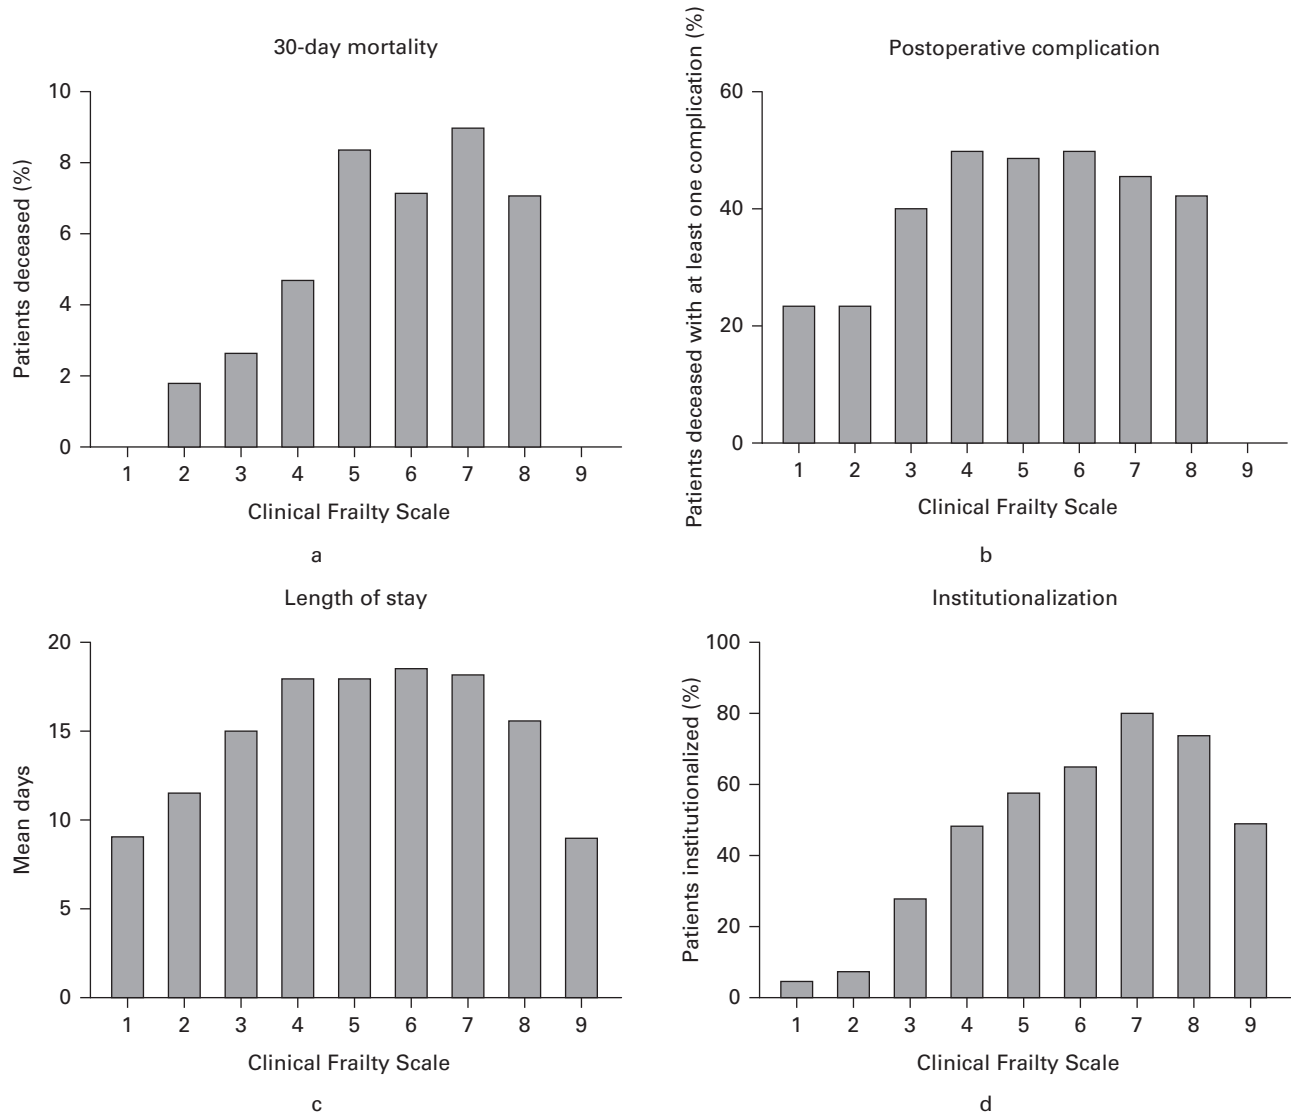 30-day mortality
Patients deceased (%)
10
8
6
4
2
0
1 2 3 4 5 6 7 8 9
Clinical Frailty Scale
a
Postoperative complication
Patients deceased with at least one complication (%)
60
40
20
0
1 2 3 4 5 6 7 8 9
Clinical Frailty Scale
b
Length of stay
Mean days
20
15
10
5
0
1 2 3 4 5 6 7 8 9
Clinical Frailty Scale
c
Institutionalization
Patients institutionalized (%)
100
80
60
40
20
0
1 2 3 4 5 6 7 8 9
Clinical Frailty Scale
d